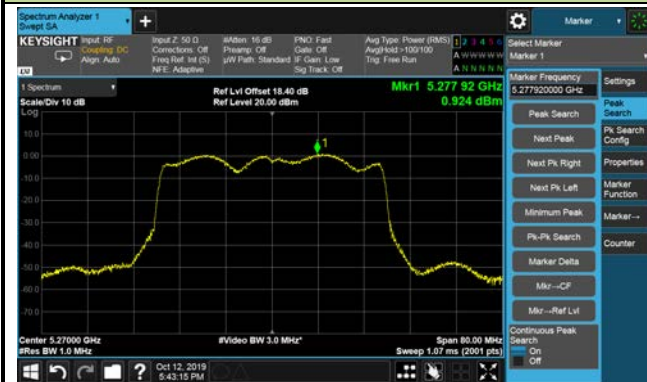 Spectrum Analyzer 1
Swept SA
Marker
KEYSIGHT
Input: RF
Coupling: DC
Align: Auto
Input Z: 50 Ω
Corrections: Off
Freq Ref: Int (S)
NFE: Adaptive
#Atten: 16 dB
Preamp: Off
µW Path: Standard
PNO: Fast
Gate: Off
IF Gain: Low
Sig Track: Off
Avg Type: Power (RMS)
Avg|Hold:>100/100
Trig: Free Run
1 2 3 4 5 6
A W W W W W
A N N N N N
Select Marker
Marker 1
1 Spectrum
Scale/Div 10 dB
Log
Ref Lvl Offset 18.40 dB
Ref Level 20.00 dBm
Mkr1 5.277 92 GHz
0.924 dBm
10.0
0.00
-10.0
-20.0
-30.0
-40.0
-50.0
-60.0
-70.0
1
Center 5.27000 GHz
#Res BW 1.0 MHz
#Video BW 3.0 MHz*
Span 80.00 MHz
Sweep 1.07 ms (2001 pts)
Marker Frequency
5.277920000 GHz
Peak Search
Next Peak
Next Pk Right
Next Pk Left
Minimum Peak
Pk-Pk Search
Marker Delta
Mkr→CF
Mkr→Ref Lvl
Continuous Peak
Search
On
Off
Settings
Peak
Search
Pk Search
Config
Properties
Marker
Function
Marker→
Counter
Oct 12, 2019
5:43:15 PM